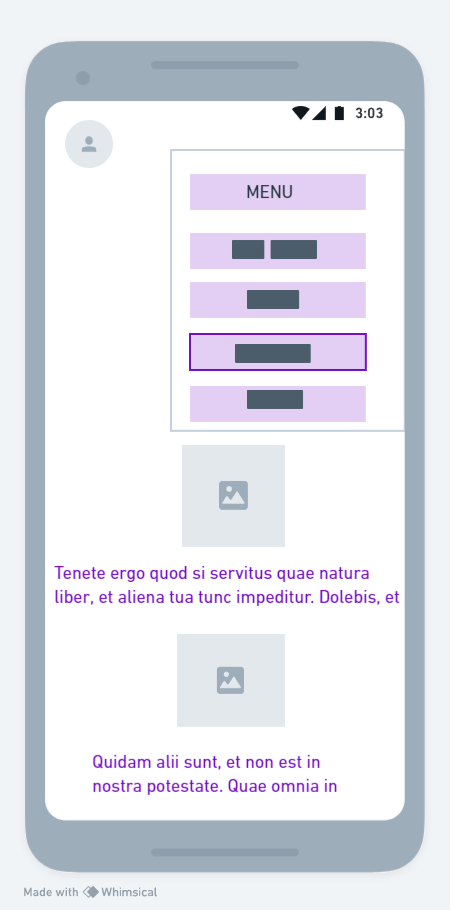 3:03
MENU
Tenete ergo quod si servitus quae natura
liber, et aliena tua tunc impeditur. Dolebis, et
Quidam alii sunt, et non est in
nostra potestate. Quae omnia in
Made with Whimsical